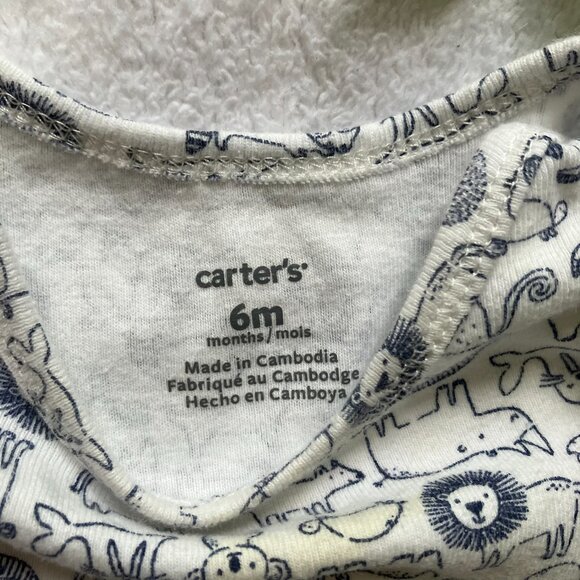 carter's
6m
months/mois
Made in Cambodia
Fabriqué au Cambodge
Hecho en Camboya